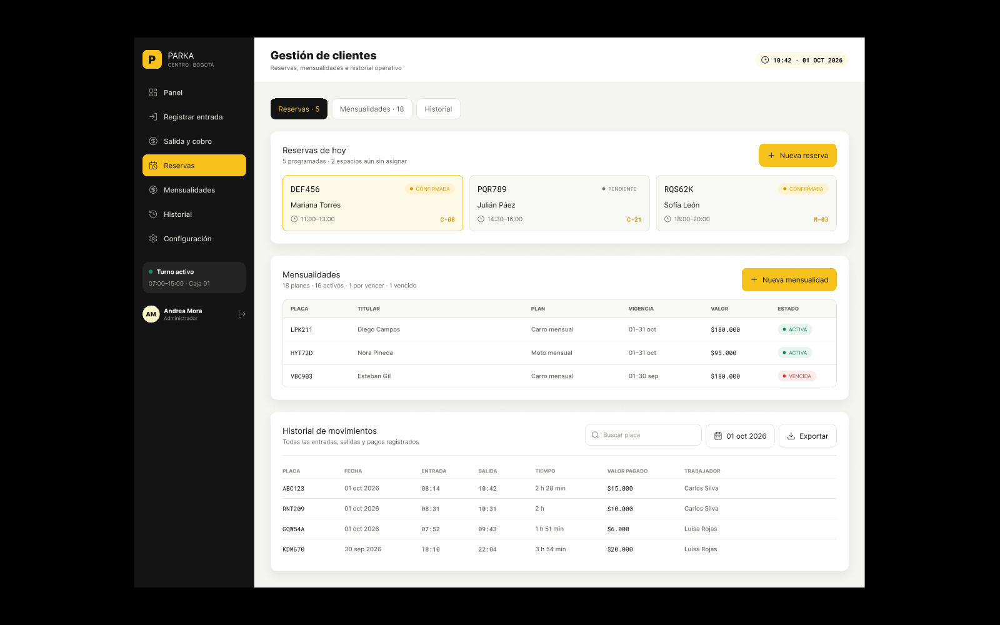 P
PARKA
CENTRO · BOGOTÁ
Panel
Registrar entrada
Salida y cobro
Reservas
Mensualidades
Historial
Configuración
Turno activo
07:00–15:00 · Caja 01
AM
Andrea Mora
Administrador
Gestión de clientes
Reservas, mensualidades e historial operativo
10:42 · 01 OCT 2026
Reservas · 5
Mensualidades · 18
Historial
Reservas de hoy
5 programadas · 2 espacios aún sin asignar
Nueva reserva
DEF456 CONFIRMADA
Mariana Torres
11:00–13:00 C-08
PQR789 PENDIENTE
Julián Páez
14:30–16:00 C-21
RQS62K CONFIRMADA
Sofía León
18:00–20:00 M-03
Mensualidades
18 planes · 16 activos · 1 por vencer · 1 vencido
Nueva mensualidad
PLACA TITULAR PLAN VIGENCIA VALOR ESTADO
LPK211 Diego Campos Carro mensual 01–31 oct $180.000 ACTIVA
HYT72D Nora Pineda Moto mensual 01–31 oct $95.000 ACTIVA
VBC903 Esteban Gil Carro mensual 01–30 sep $180.000 VENCIDA
Historial de movimientos
Todas las entradas, salidas y pagos registrados
Buscar placa
01 oct 2026
Exportar
PLACA FECHA ENTRADA SALIDA TIEMPO VALOR PAGADO TRABAJADOR
ABC123 01 oct 2026 08:14 10:42 2 h 28 min $15.000 Carlos Silva
RNT209 01 oct 2026 08:31 10:31 2 h $10.000 Carlos Silva
GQW54A 01 oct 2026 07:52 09:43 1 h 51 min $6.000 Luisa Rojas
KDM670 30 sep 2026 18:10 22:04 3 h 54 min $20.000 Luisa Rojas